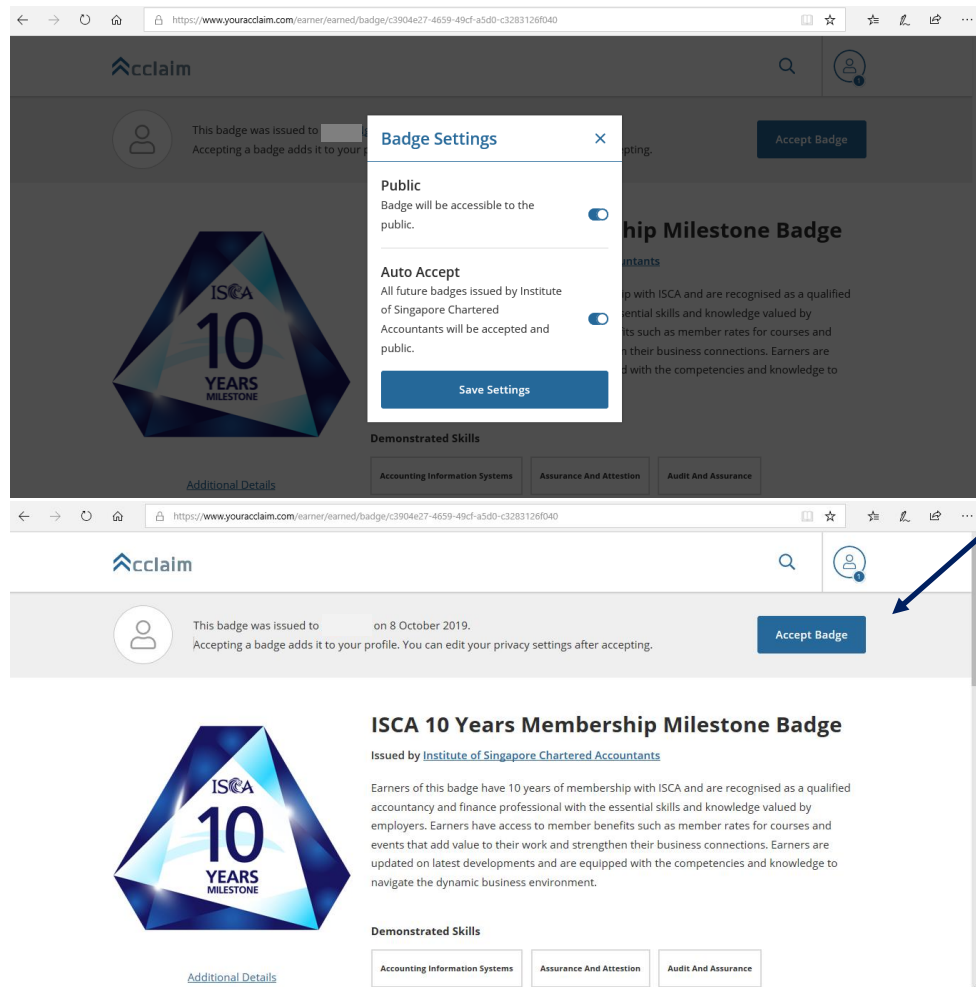 https://www.youracclaim.com/earner/earned/badge/c3904e27-4659-49cf-a5d0-c3283126f040
Acclaim
1
This badge was issued to
Accepting a badge adds it to your
epting.
Accept Badge
Badge Settings
Public
Badge will be accessible to the
public.
Auto Accept
All future badges issued by Institute
of Singapore Chartered
Accountants will be accepted and
public.
Save Settings
ISCA
10
YEARS
MILESTONE
Additional Details
hip Milestone Badge
untants
ip with ISCA and are recognised as a qualified
sential skills and knowledge valued by
its such as member rates for courses and
n their business connections. Earners are
d with the competencies and knowledge to
Demonstrated Skills
Accounting Information Systems Assurance And Attestion Audit And Assurance
https://www.youracclaim.com/earner/earned/badge/c3904e27-4659-49cf-a5d0-c3283126f040
Acclaim
1
This badge was issued to on 8 October 2019.
Accepting a badge adds it to your profile. You can edit your privacy settings after accepting.
Accept Badge
ISCA
10
YEARS
MILESTONE
Additional Details
ISCA 10 Years Membership Milestone Badge
Issued by Institute of Singapore Chartered Accountants
Earners of this badge have 10 years of membership with ISCA and are recognised as a qualified
accountancy and finance professional with the essential skills and knowledge valued by
employers. Earners have access to member benefits such as member rates for courses and
events that add value to their work and strengthen their business connections. Earners are
updated on latest developments and are equipped with the competencies and knowledge to
navigate the dynamic business environment.
Demonstrated Skills
Accounting Information Systems Assurance And Attestion Audit And Assurance